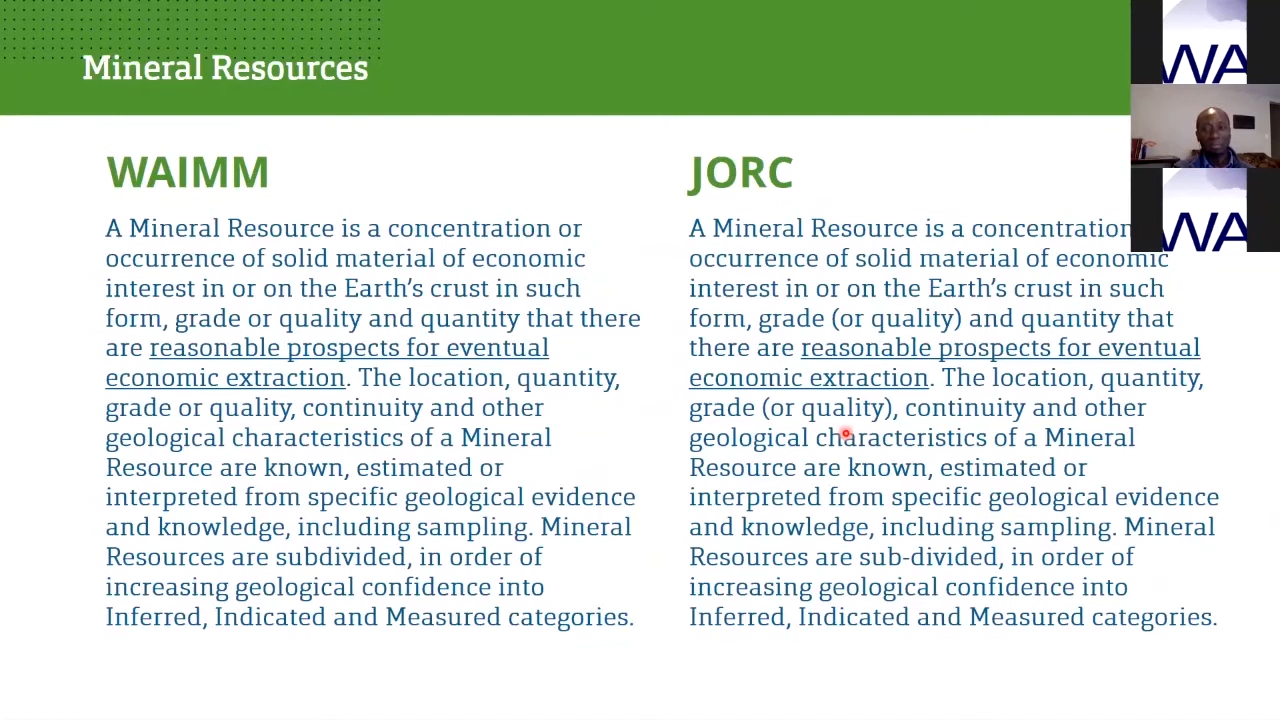 Mineral Resources
WAIMM
A Mineral Resource is a concentration or
occurrence of solid material of economic
interest in or on the Earth’s crust in such
form, grade or quality and quantity that there
are reasonable prospects for eventual
economic extraction. The location, quantity,
grade or quality, continuity and other
geological characteristics of a Mineral
Resource are known, estimated or
interpreted from specific geological evidence
and knowledge, including sampling. Mineral
Resources are subdivided, in order of
increasing geological confidence into
Inferred, Indicated and Measured categories.
JORC
A Mineral Resource is a concentration
occurrence of solid material of economic
interest in or on the Earth’s crust in such
form, grade (or quality) and quantity that
there are reasonable prospects for eventual
economic extraction. The location, quantity,
grade (or quality), continuity and other
geological characteristics of a Mineral
Resource are known, estimated or
interpreted from specific geological evidence
and knowledge, including sampling. Mineral
Resources are sub-divided, in order of
increasing geological confidence into
Inferred, Indicated and Measured categories.
WA
WA